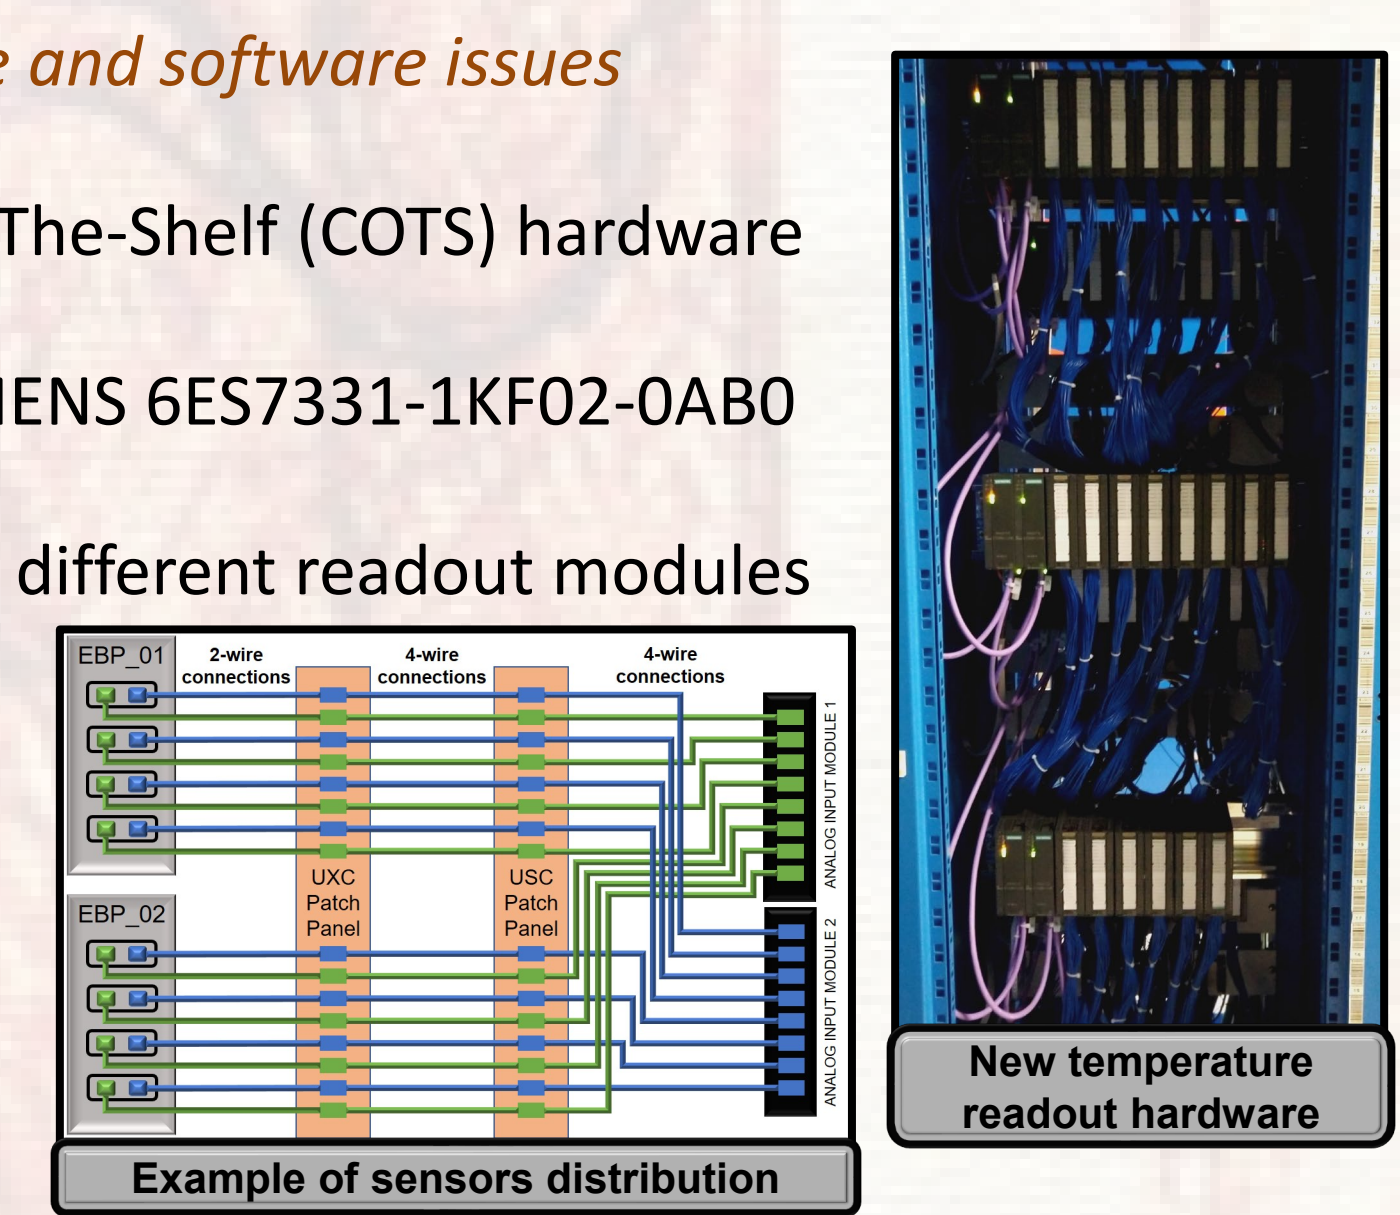 and software issues
The-Shelf (COTS) hardware
6ES7331-1KF02-0AB0
different readout modules
EBP_01
2-wire
connections
4-wire
connections
4-wire
connections
UXC
Patch
Panel
USC
Patch
Panel
ANALOG INPUT MODULE 1
EBP_02
ANALOG INPUT MODULE 2
Example of sensors distribution
New temperature
readout hardware